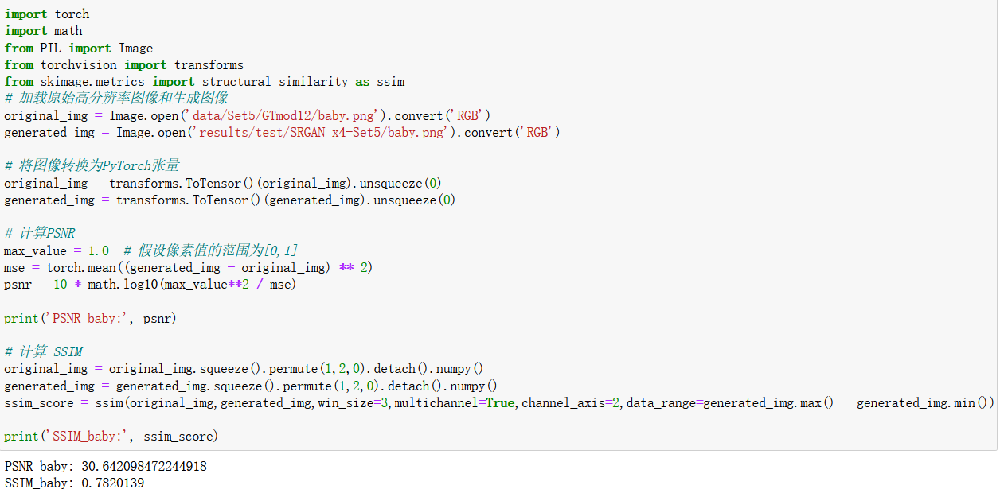 import torch
import math
from PIL import Image
from torchvision import transforms
from skimage.metrics import structural_similarity as ssim
# 加载原始高分辨率图像和生成图像
original_img = Image.open('data/Set5/GTmod12/baby.png').convert('RGB')
generated_img = Image.open('results/test/SRGAN_x4-Set5/baby.png').convert('RGB')

# 将图像转换为PyTorch张量
original_img = transforms.ToTensor()(original_img).unsqueeze(0)
generated_img = transforms.ToTensor()(generated_img).unsqueeze(0)

# 计算PSNR
max_value = 1.0  # 假设像素值的范围为[0,1]
mse = torch.mean((generated_img - original_img) ** 2)
psnr = 10 * math.log10(max_value**2 / mse)

print('PSNR_baby:', psnr)

# 计算 SSIM
original_img = original_img.squeeze().permute(1,2,0).detach().numpy()
generated_img = generated_img.squeeze().permute(1,2,0).detach().numpy()
ssim_score = ssim(original_img,generated_img,win_size=3,multichannel=True,channel_axis=2,data_range=generated_img.max() - generated_img.min())

print('SSIM_baby:', ssim_score)
PSNR_baby: 30.642098472244918
SSIM_baby: 0.7820139